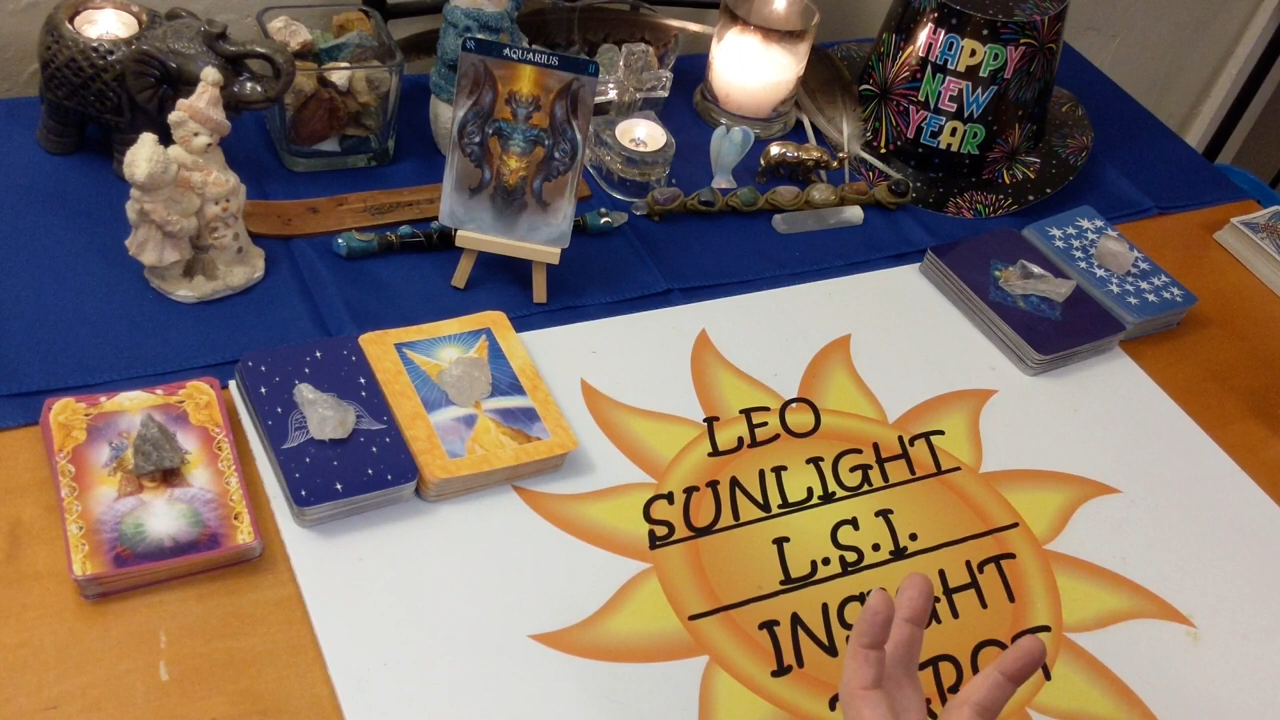 AQUARIUS
HAPPY
NEW
YEAR
LEO
SUNLIGHT
L.S.I.